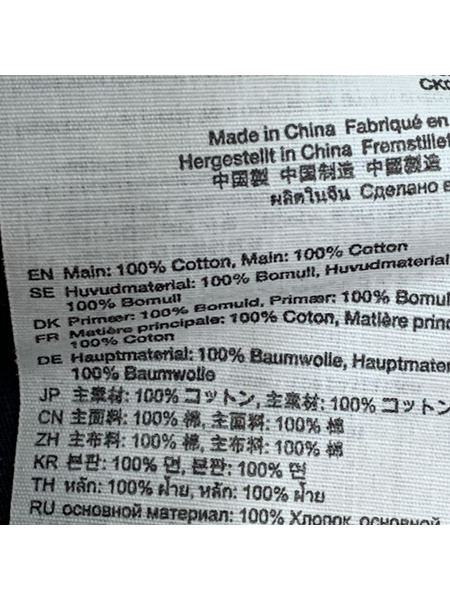 Made in China Fabriqué en
Hergestellt in China Fremstillet
中国製 中国制造 中國製造
ผลิตในจีน Сделано в
EN Main: 100% Cotton, Main: 100% Cotton
SE Huvudmaterial: 100% Bomull, Huvudmaterial
100% Bomull
DK Primær: 100% Bomuld, Primær: 100% Bomul
FR Matière principale: 100% Coton, Matière princ
100% Coton
DE Hauptmaterial: 100% Baumwolle, Hauptmater
100% Baumwolle
JP 主素材: 100% コットン, 主素材: 100% コットン
CN 主面料: 100% 棉, 主面料: 100% 棉
ZH 主布料: 100% 棉, 主布料: 100% 棉
KR 본판: 100% 면, 본판: 100% 면
TH หลัก: 100% ฝ้าย, หลัก: 100% ฝ้าย
RU основной материал: 100% Хлопок, основной